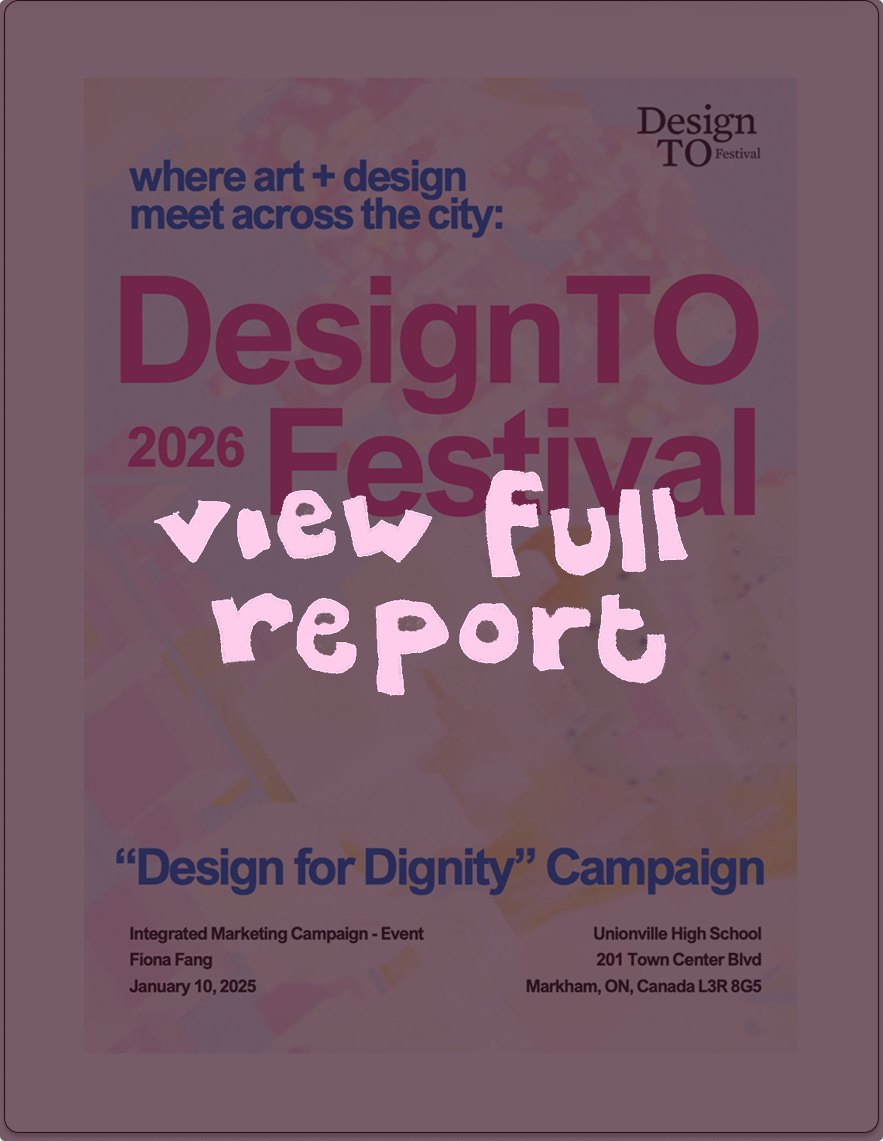 Design
TO Festival
where art + design
meet across the city:
DesignTO
2026 Festival
view full
report
“Design for Dignity” Campaign
Integrated Marketing Campaign - Event
Fiona Fang
January 10, 2025
Unionville High School
201 Town Center Blvd
Markham, ON, Canada L3R 8G5